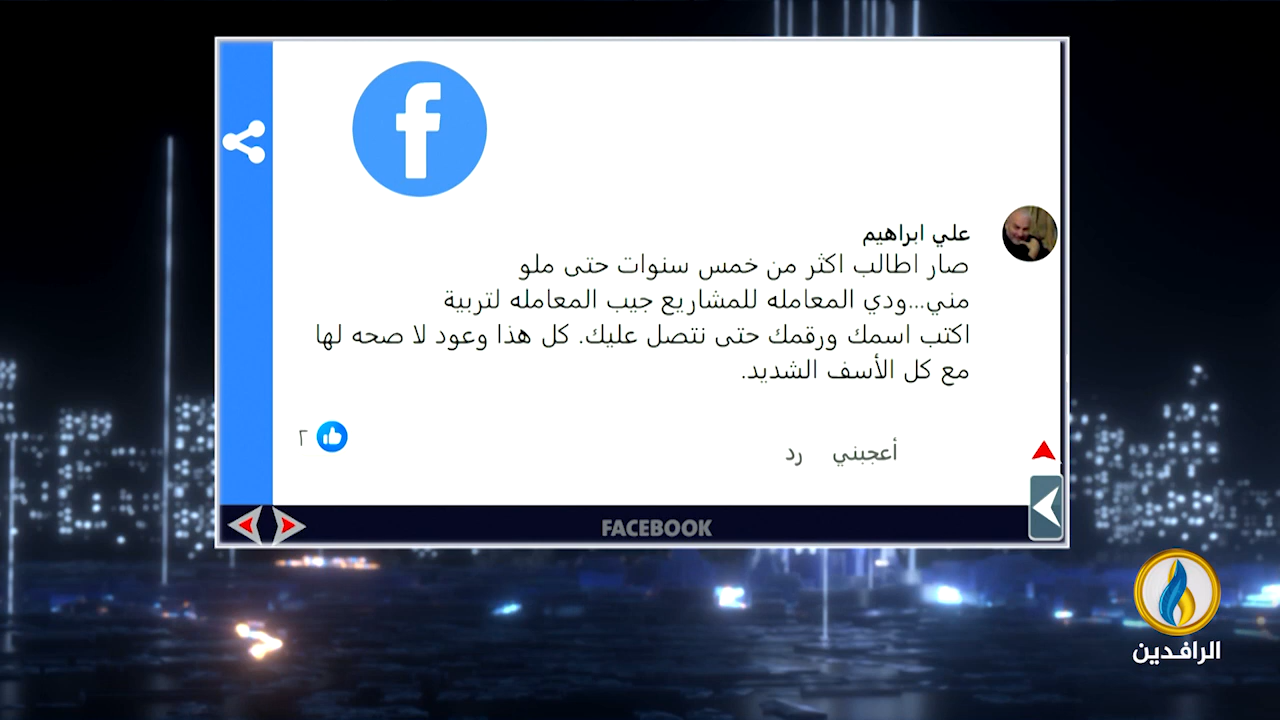 علي ابراهيم
صار اطالب اكثر من خمس سنوات حتى ملو
مني...ودي المعامله للمشاريع جيب المعامله لتربية
اكتب اسمك ورقمك حتى نتصل عليك. كل هذا وعود لا صحه لها
مع كل الأسف الشديد.
٢
أعجبني رد
FACEBOOK
الرافدين